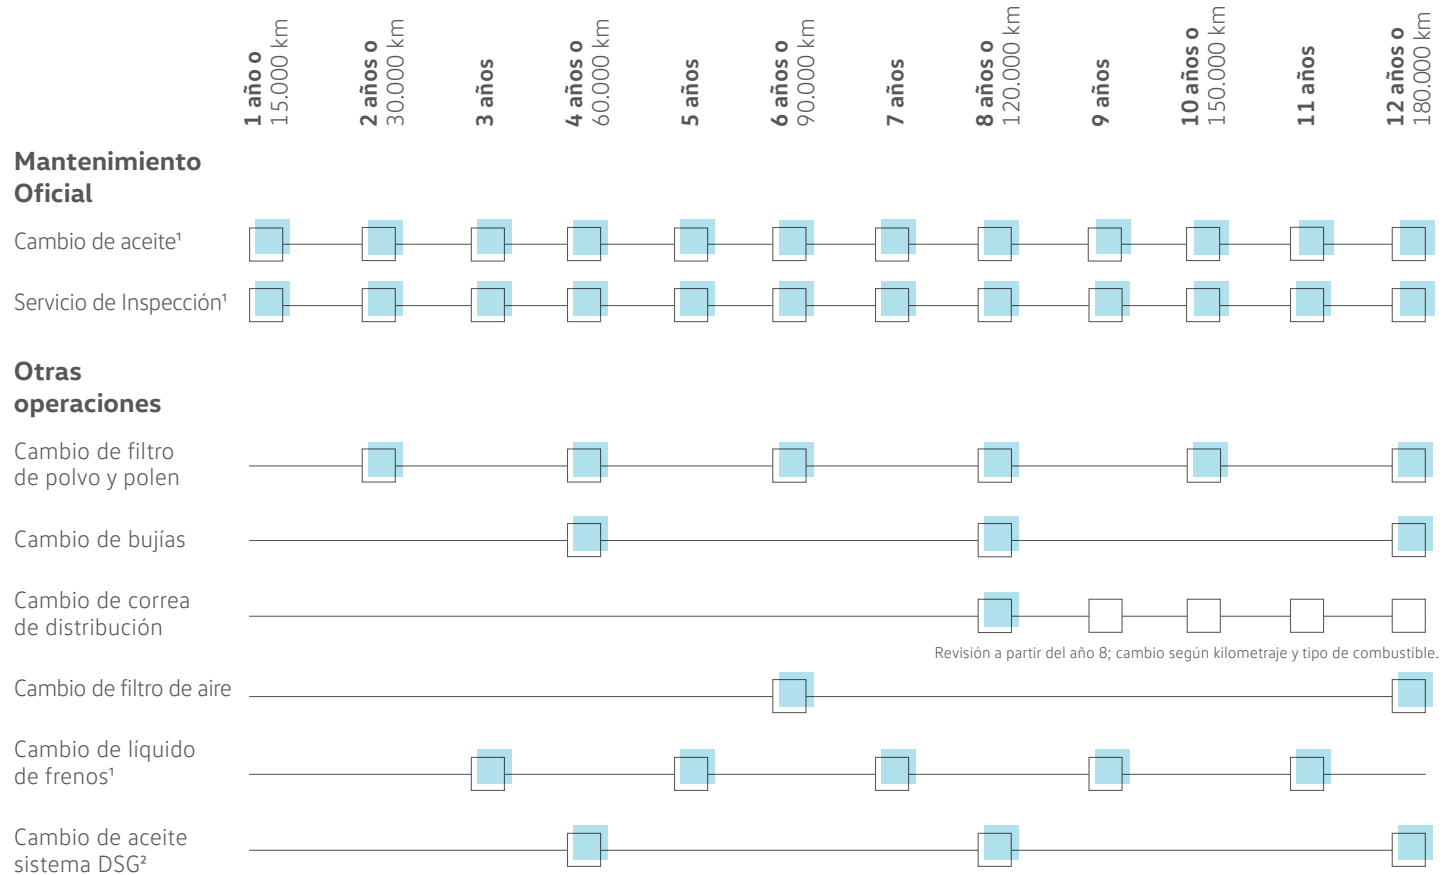 1 año o
15.000 km
2 años o
30.000 km
3 años
4 años o
60.000 km
5 años
6 años o
90.000 km
7 años
8 años o
120.000 km
9 años
10 años o
150.000 km
11 años
12 años o
180.000 km
Mantenimiento
Oficial
Cambio de aceite¹
Servicio de Inspección¹
Otras
operaciones
Cambio de filtro
de polvo y polen
Cambio de bujías
Cambio de correa
de distribución
Revisión a partir del año 8; cambio según kilometraje y tipo de combustible.
Cambio de filtro de aire
Cambio de líquido
de frenos¹
Cambio de aceite
sistema DSG²